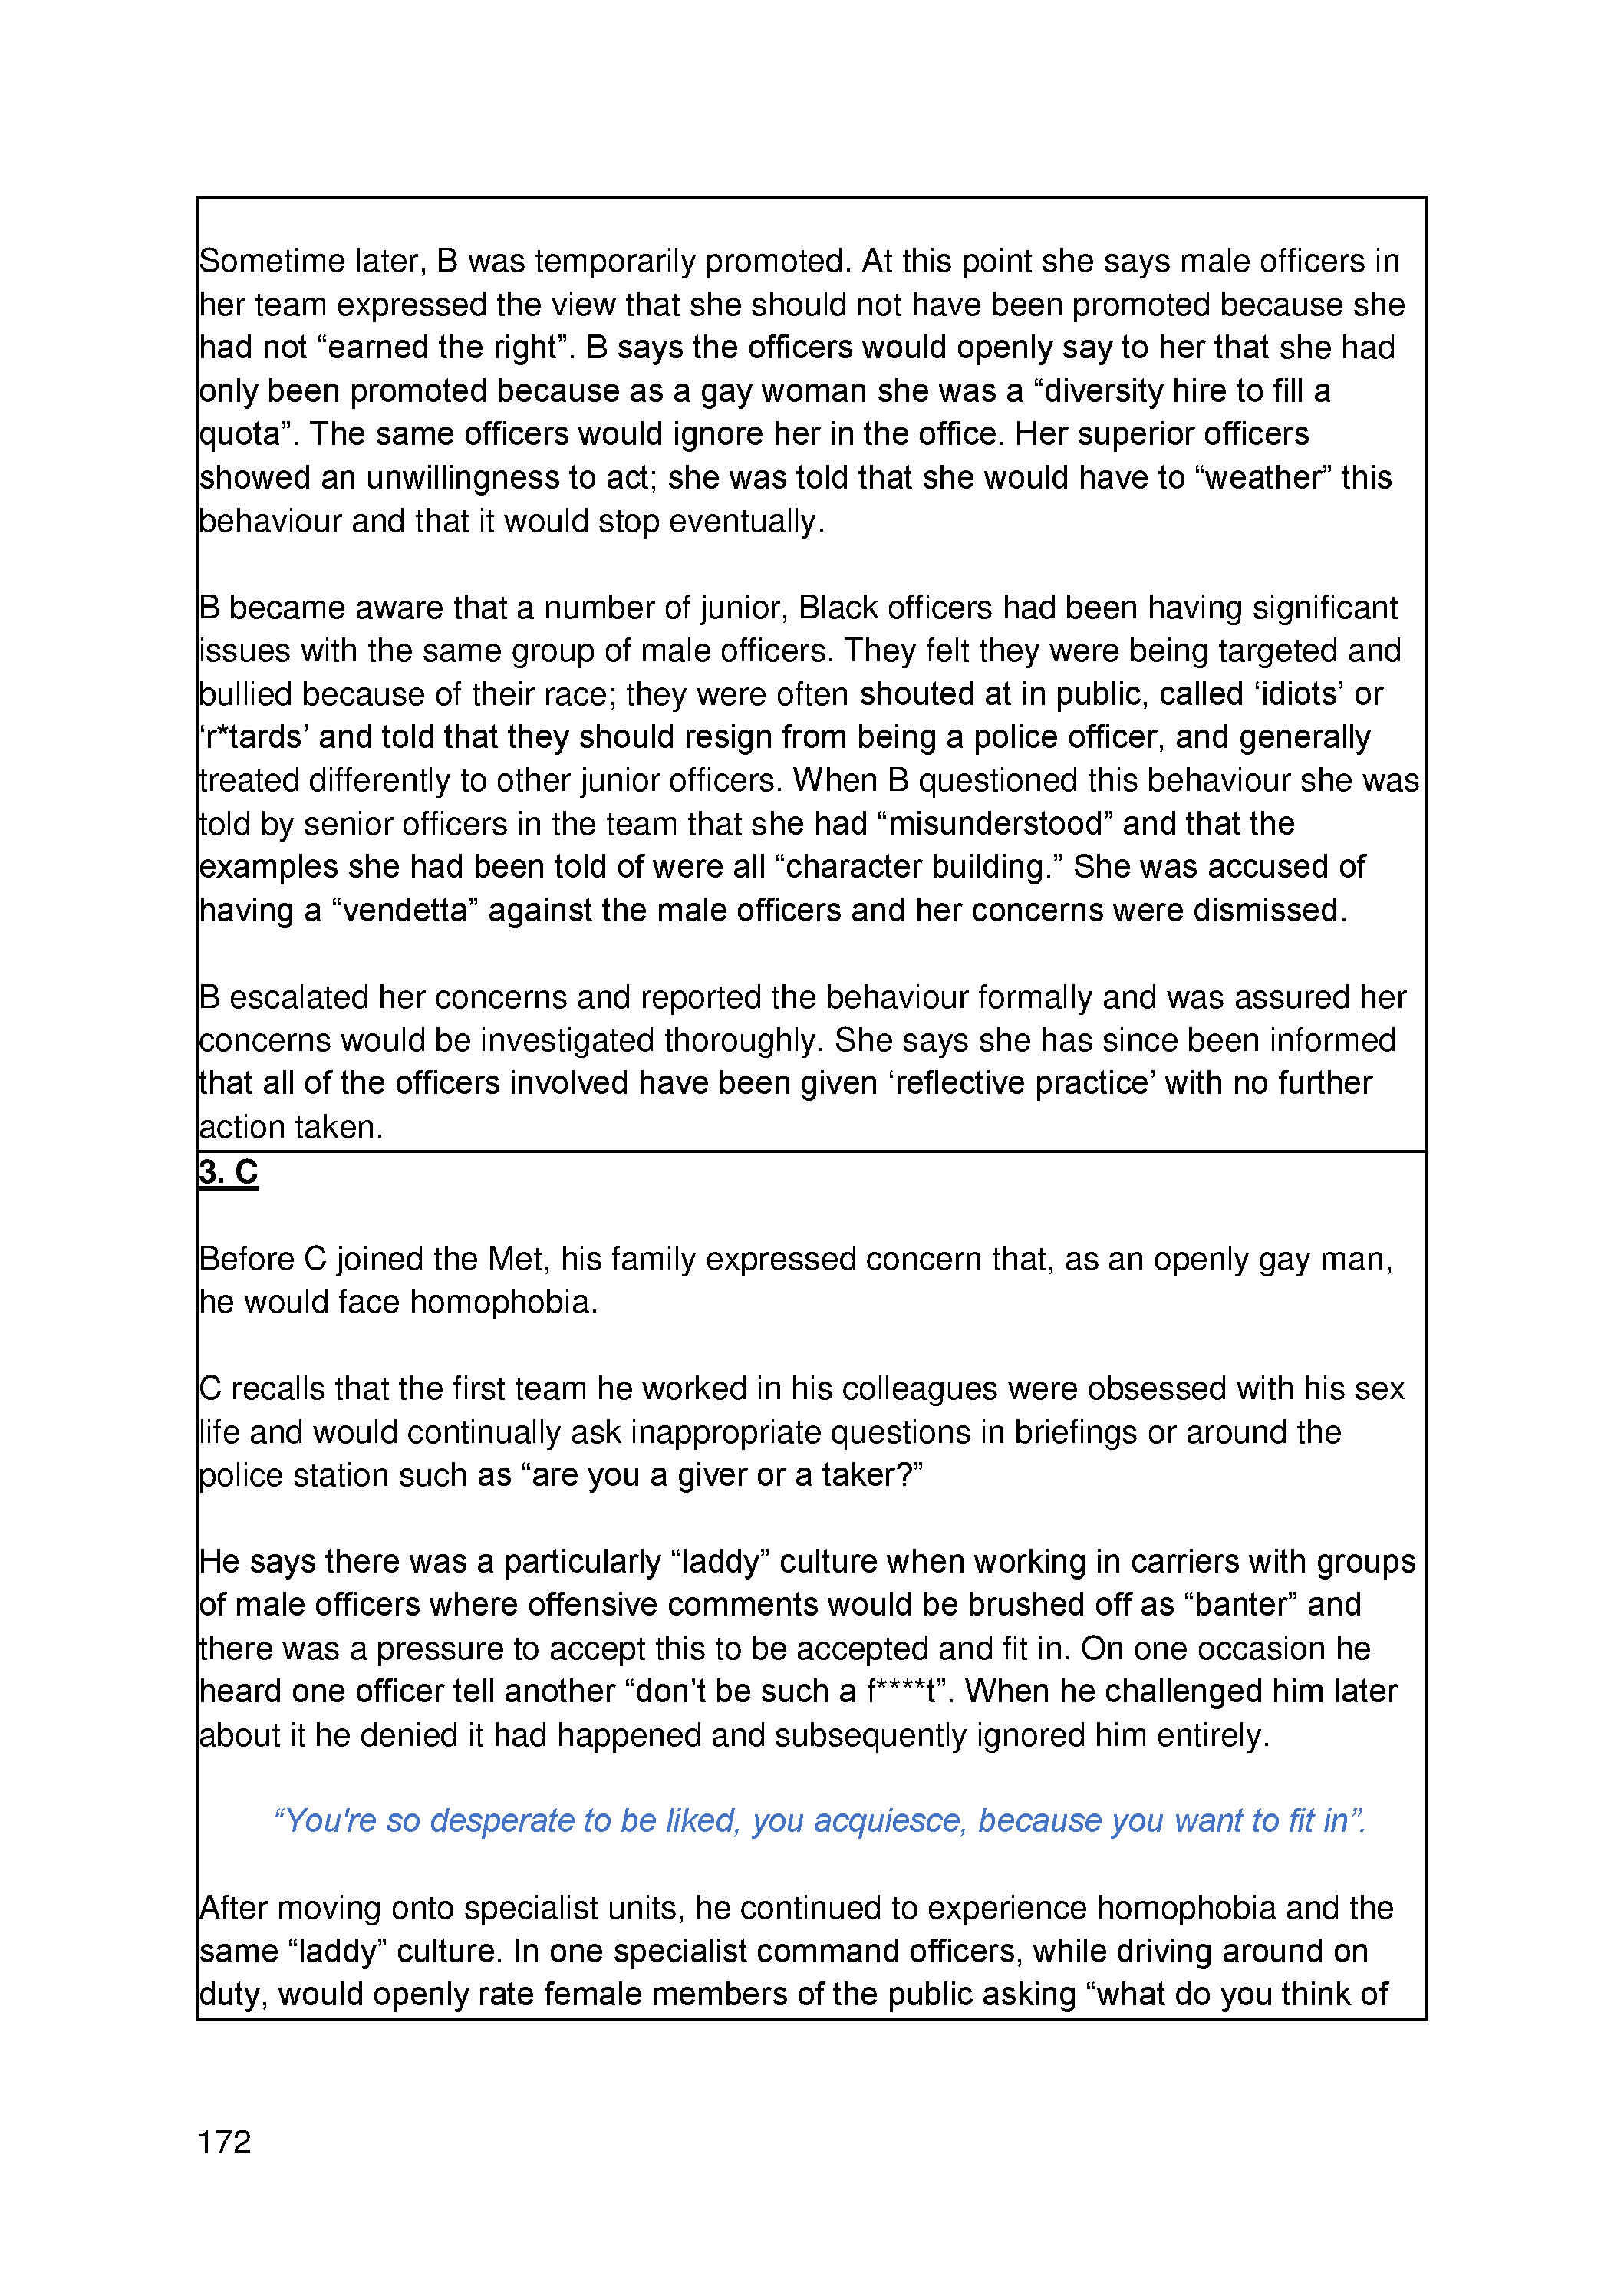 Sometime later, B was temporarily promoted. At this point she says male officers in
her team expressed the view that she should not have been promoted because she
had not “earned the right”. B says the officers would openly say to her that she had
only been promoted because as a gay woman she was a “diversity hire to fill a
quota”. The same officers would ignore her in the office. Her superior officers
showed an unwillingness to act; she was told that she would have to “weather” this
behaviour and that it would stop eventually.
B became aware that a number of junior, Black officers had been having significant
issues with the same group of male officers. They felt they were being targeted and
bullied because of their race; they were often shouted at in public, called ‘idiots’ or
‘r*tards’ and told that they should resign from being a police officer, and generally
treated differently to other junior officers. When B questioned this behaviour she was
told by senior officers in the team that she had “misunderstood” and that the
examples she had been told of were all “character building.” She was accused of
having a “vendetta” against the male officers and her concerns were dismissed.
B escalated her concerns and reported the behaviour formally and was assured her
concerns would be investigated thoroughly. She says she has since been informed
that all of the officers involved have been given ‘reflective practice’ with no further
action taken.
3. C
Before C joined the Met, his family expressed concern that, as an openly gay man,
he would face homophobia.
C recalls that the first team he worked in his colleagues were obsessed with his sex
life and would continually ask inappropriate questions in briefings or around the
police station such as “are you a giver or a taker?”
He says there was a particularly “laddy” culture when working in carriers with groups
of male officers where offensive comments would be brushed off as “banter” and
there was a pressure to accept this to be accepted and fit in. On one occasion he
heard one officer tell another “don’t be such a f****t”. When he challenged him later
about it he denied it had happened and subsequently ignored him entirely.
“You're so desperate to be liked, you acquiesce, because you want to fit in”.
After moving onto specialist units, he continued to experience homophobia and the
same “laddy” culture. In one specialist command officers, while driving around on
duty, would openly rate female members of the public asking “what do you think of
172